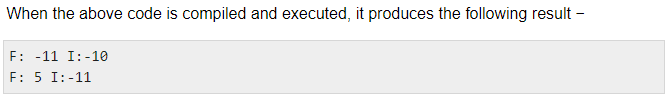 When the above code is compiled and executed, it produces the following result −
F: -11 I:-10
F: 5 I:-11